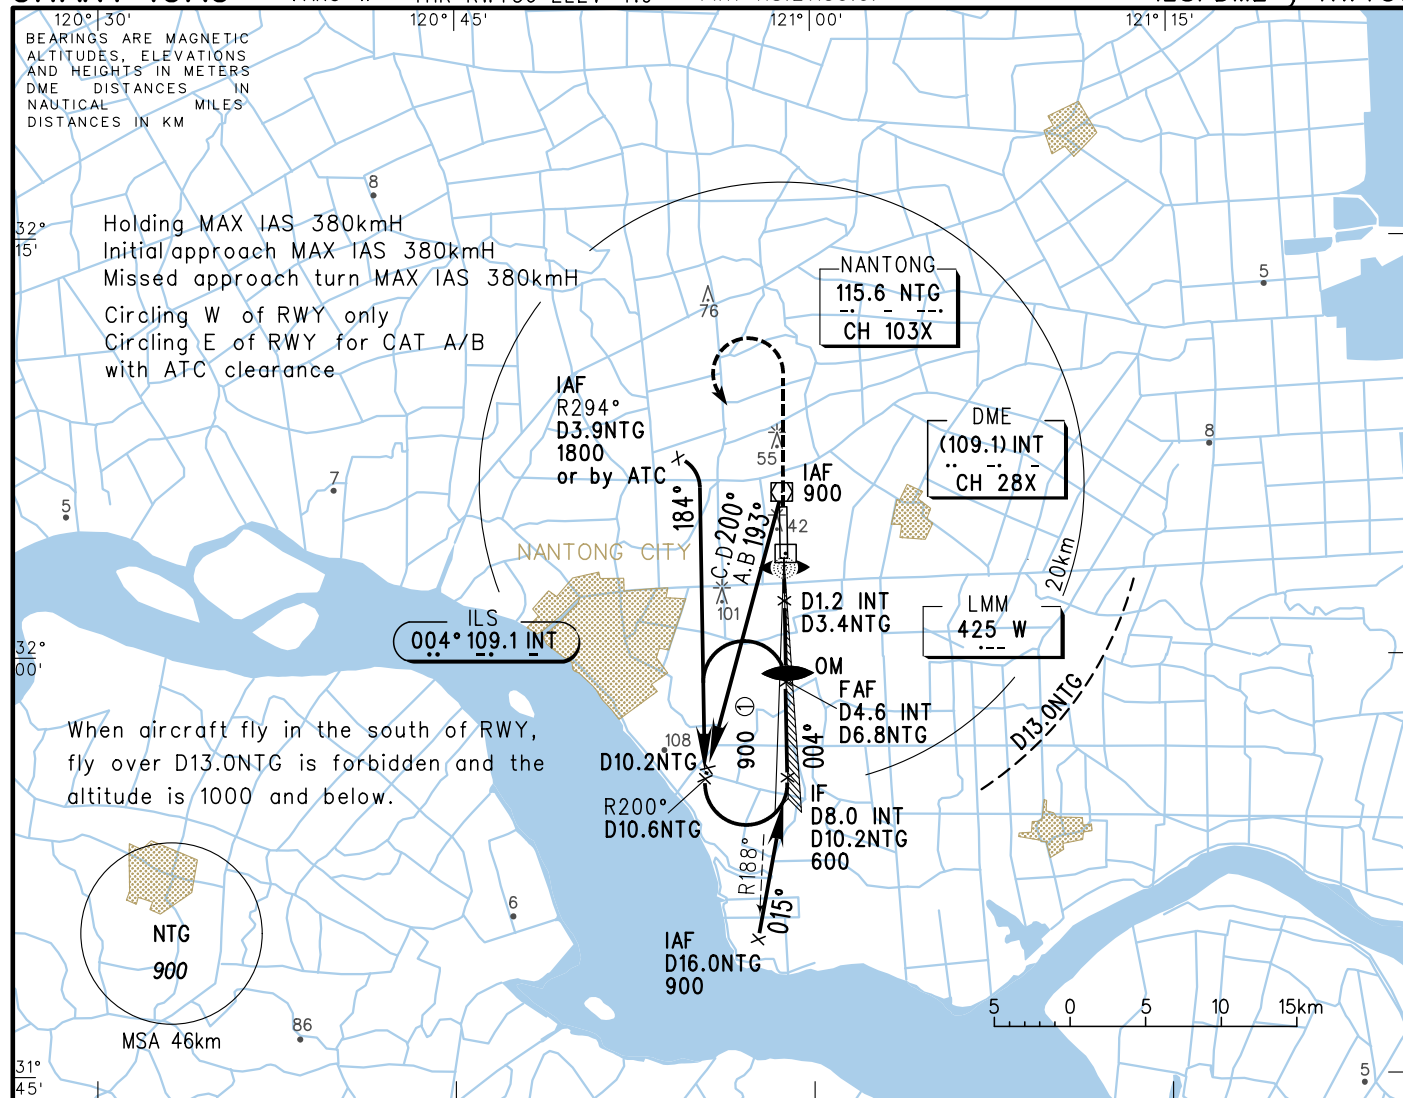 120° 30'
120° 45'
121° 00'
121° 15'
BEARINGS ARE MAGNETIC
ALTITUDES, ELEVATIONS
AND HEIGHTS IN METERS
DME DISTANCES IN
NAUTICAL MILES
DISTANCES IN KM
8
32°
15'
Holding MAX IAS 380kmH
Initial approach MAX IAS 380kmH
Missed approach turn MAX IAS 380kmH
Circling W of RWY only
Circling E of RWY for CAT A/B
with ATC clearance
NANTONG
115.6 NTG
CH 103X
5
76
IAF
R294°
D3.9NTG
1800
or by ATC
DME
(109.1) INT
CH 28X
8
55
IAF
900
7
5
184°
C.D 200°
A.B 193°
42
NANTONG CITY
20km
101
D1.2 INT
D3.4NTG
LMM
425 W
ILS
004° 109.1 INT
32°
00'
OM
FAF
D4.6 INT
D6.8NTG
D13.0NTG
When aircraft fly in the south of RWY,
fly over D13.0NTG is forbidden and the
altitude is 1000 and below.
108
D10.2NTG
900 ①
004°
R200°
D10.6NTG
IF
D8.0 INT
D10.2NTG
600
R188°
015°
6
NTG
900
MSA 46km
IAF
D16.0NTG
900
86
5 0 5 10 15km
31°
45'
5